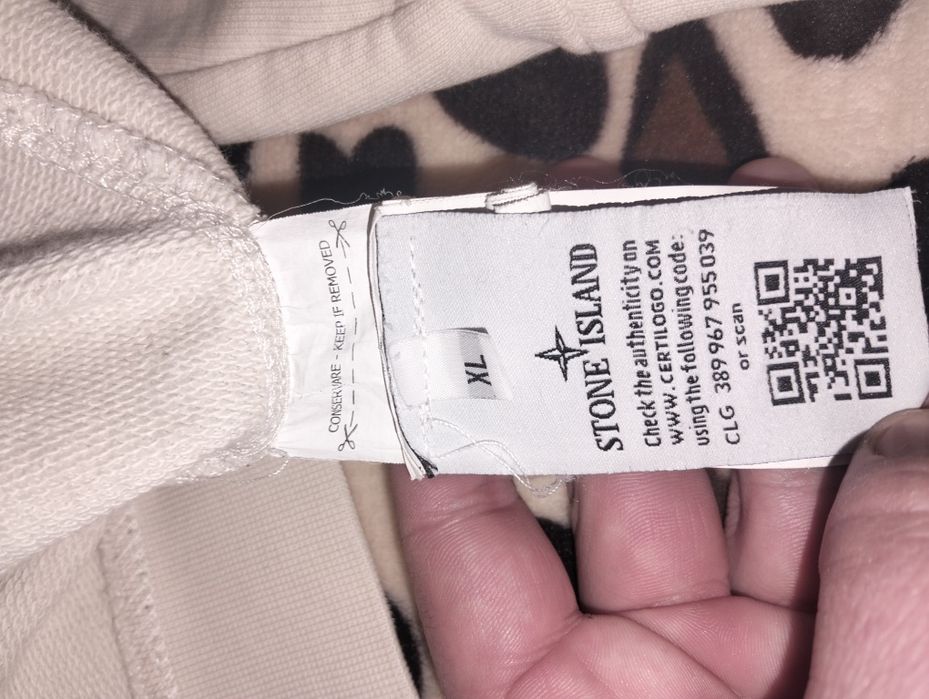 CONSERVARE - KEEP IF REMOVED
XL
STONE ISLAND
Check the authenticity on
WWW.CERTILOGO.COM
using the following code:
CLG 389 967 955 039
or scan